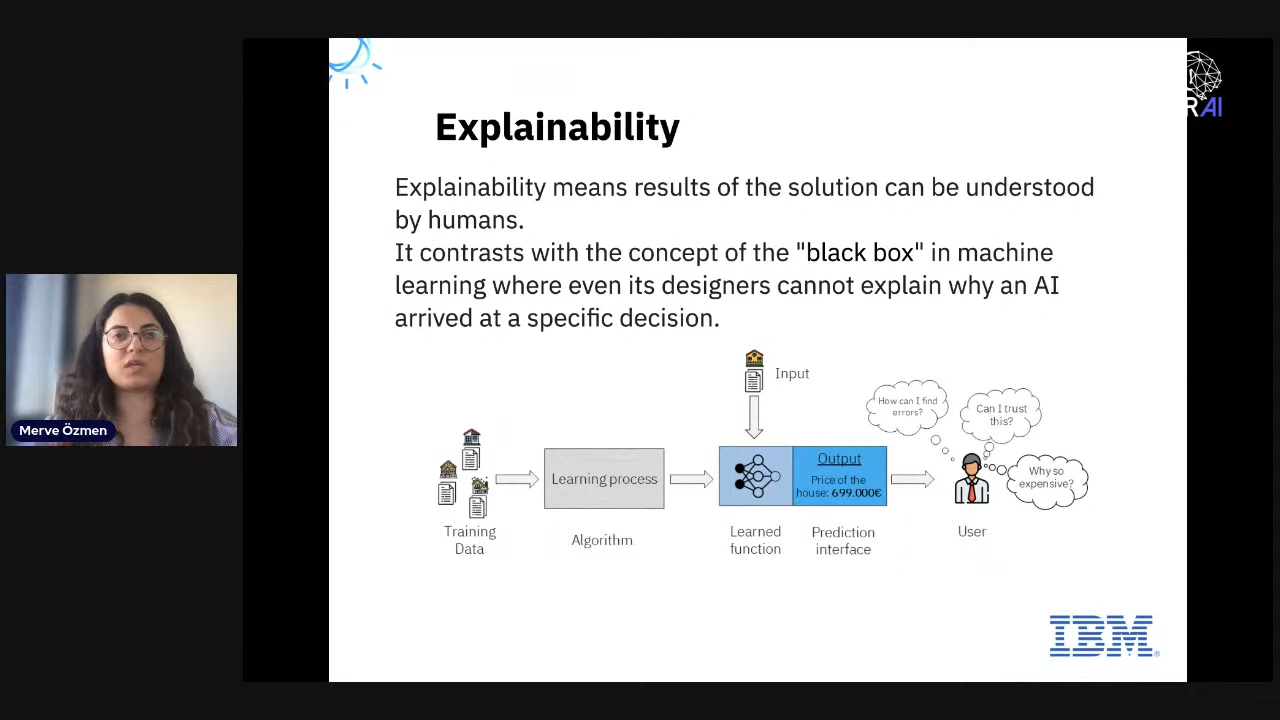 Explainability
Explainability means results of the solution can be understood
by humans.
It contrasts with the concept of the "black box" in machine
learning where even its designers cannot explain why an AI
arrived at a specific decision.
Input
How can I find
errors?
Can I trust
this?
Why so
expensive?
Learning process
Output
Price of the
house: 699.000€
Training
Data
Algorithm
Learned
function
Prediction
interface
User
Merve Özmen
IBM
RAI